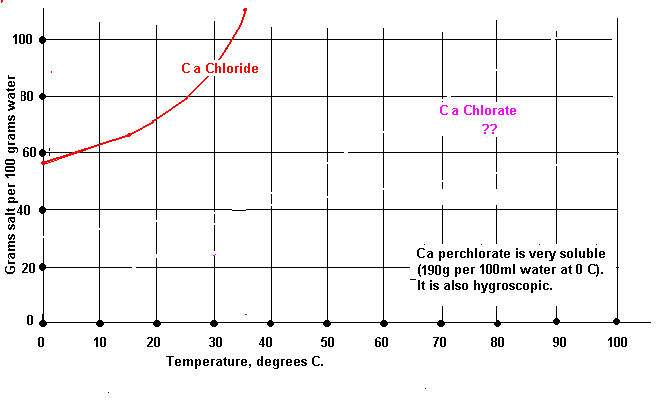 Grams salt per 100 grams water
100
80
60
40
20
0
C a Chloride
C a Chlorate
??
Ca perchlorate is very soluble
(190g per 100ml water at 0 C).
It is also hygroscopic.
0 10 20 30 40 50 60 70 80 90 100
Temperature, degrees C.